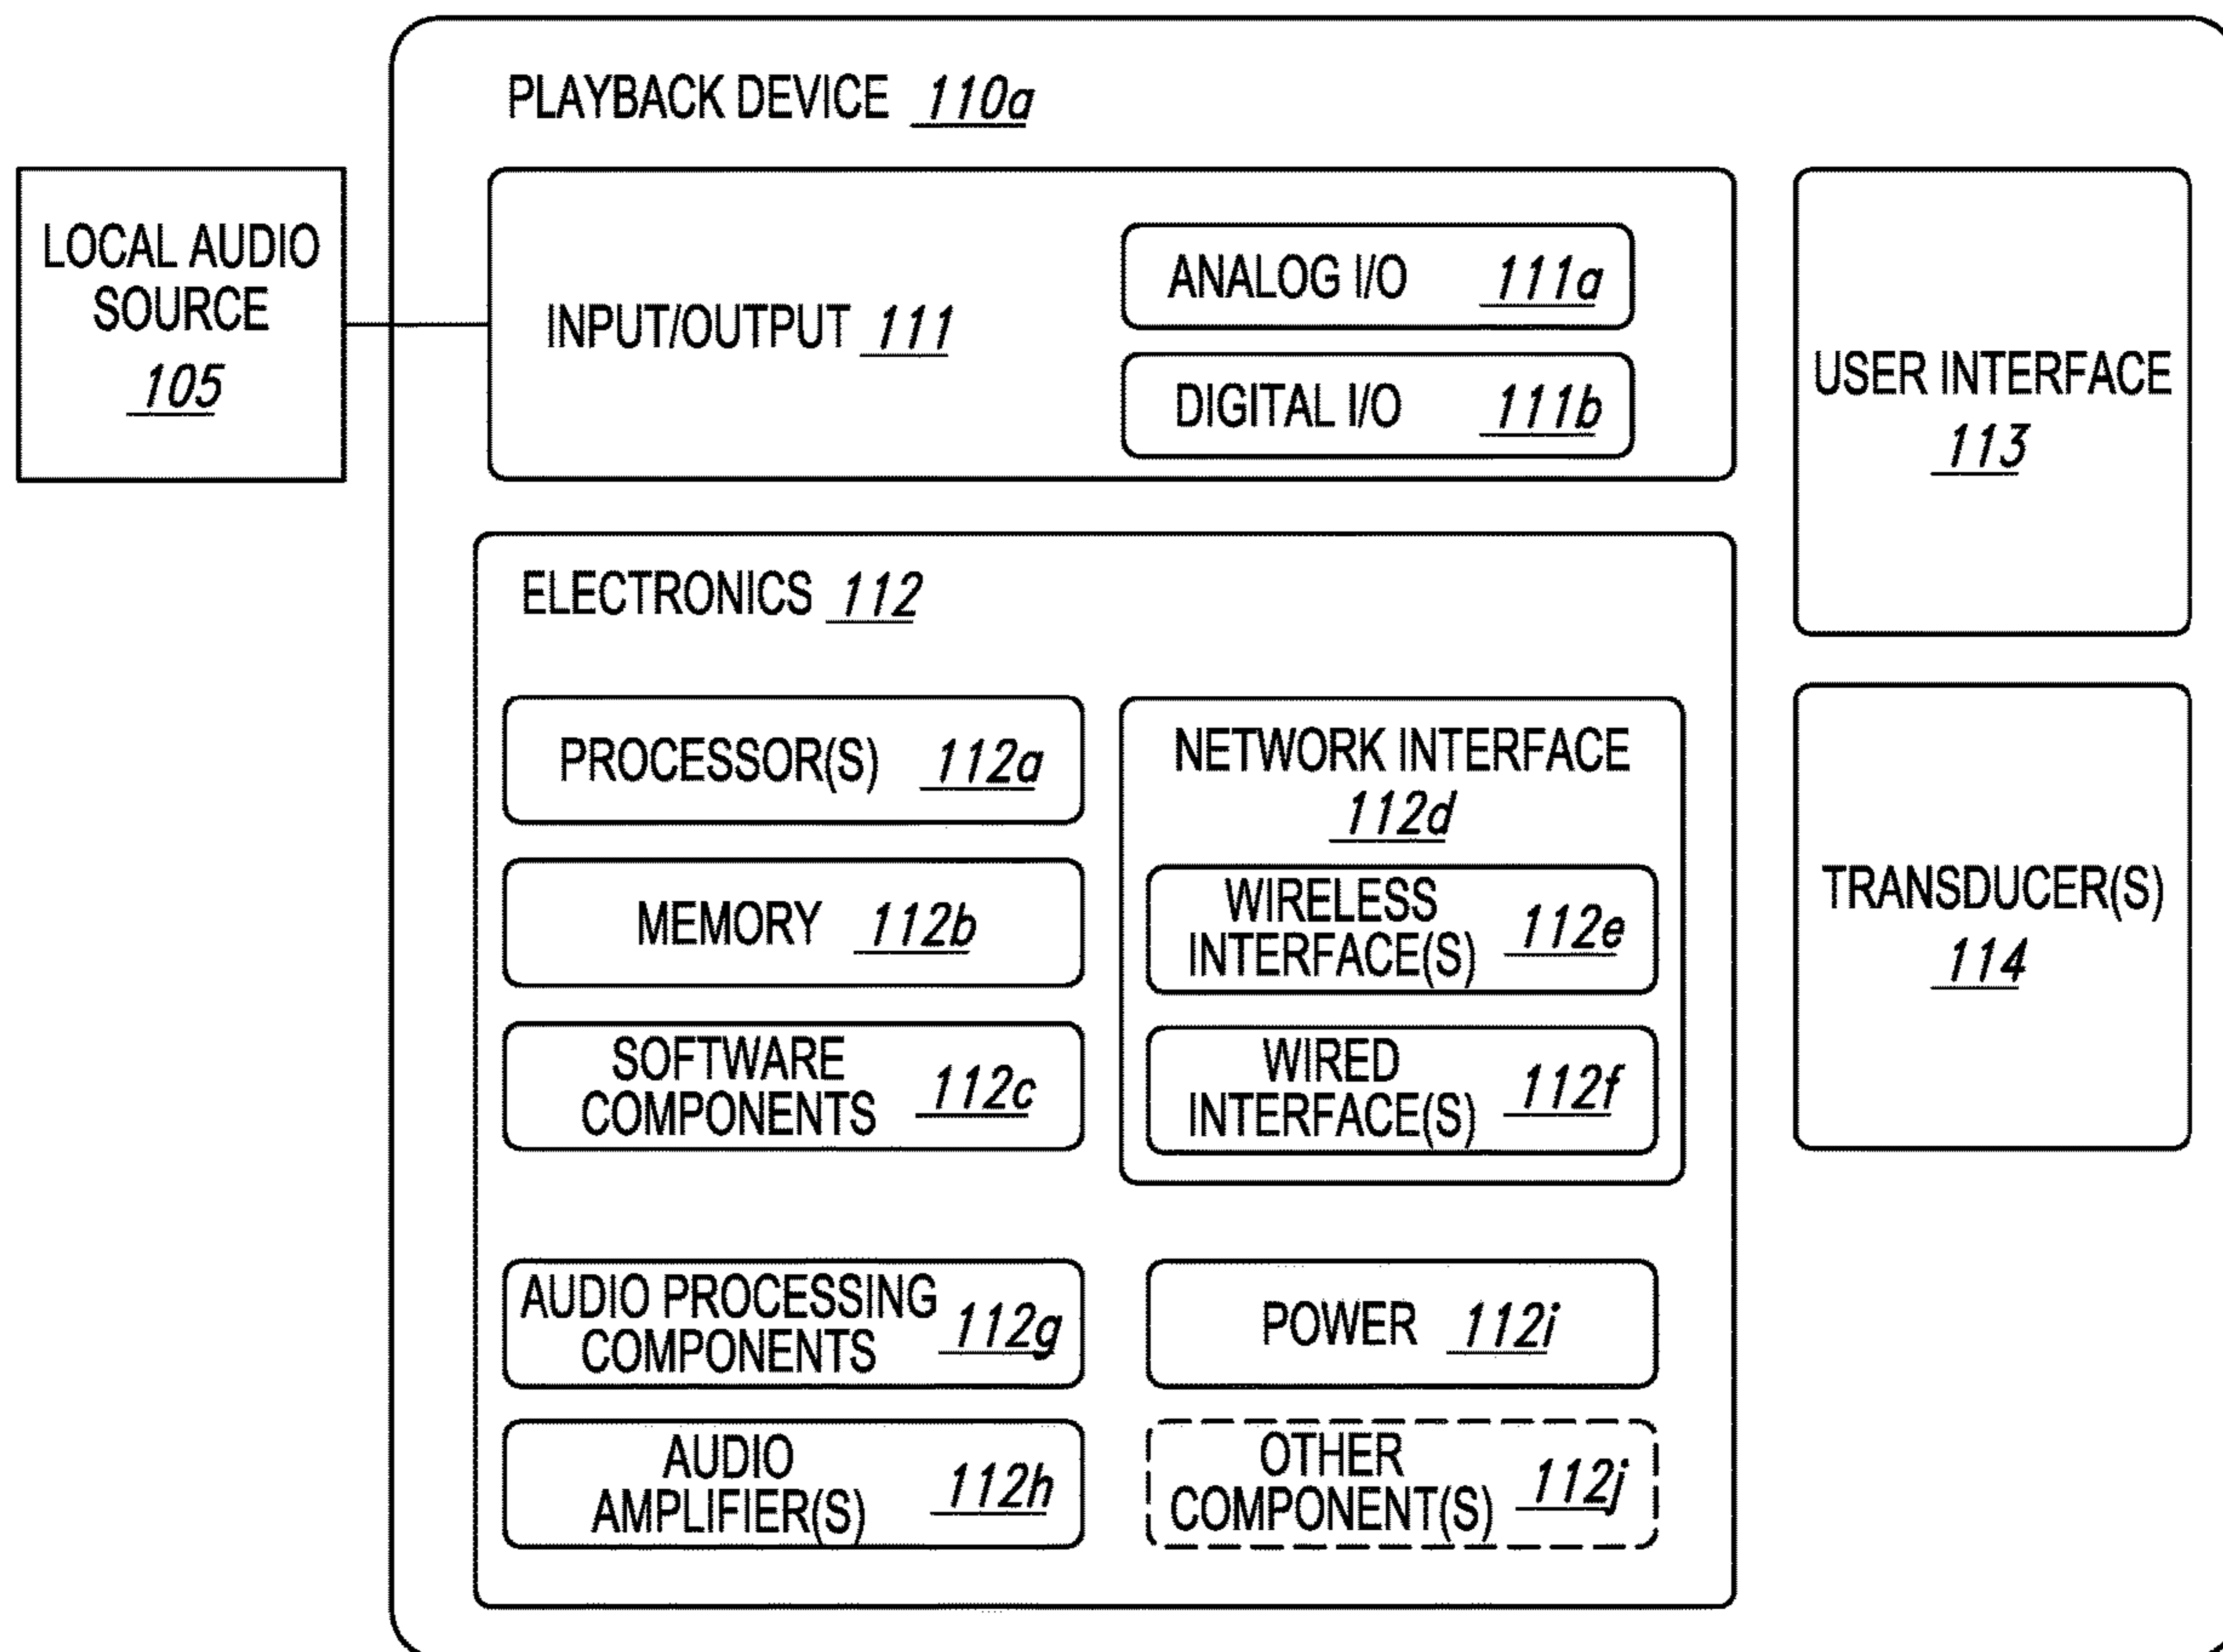 PLAYBACK DEVICE 110a
LOCAL AUDIO
SOURCE
105
INPUT/OUTPUT 111
ANALOG I/O 111a
DIGITAL I/O 111b
USER INTERFACE
113
ELECTRONICS 112
PROCESSOR(S) 112a
MEMORY 112b
SOFTWARE
COMPONENTS 112c
NETWORK INTERFACE
112d
WIRELESS
INTERFACE(S) 112e
WIRED
INTERFACE(S) 112f
TRANSDUCER(S)
114
AUDIO PROCESSING
COMPONENTS 112g
AUDIO
AMPLIFIER(S) 112h
POWER 112i
OTHER
COMPONENT(S) 112j